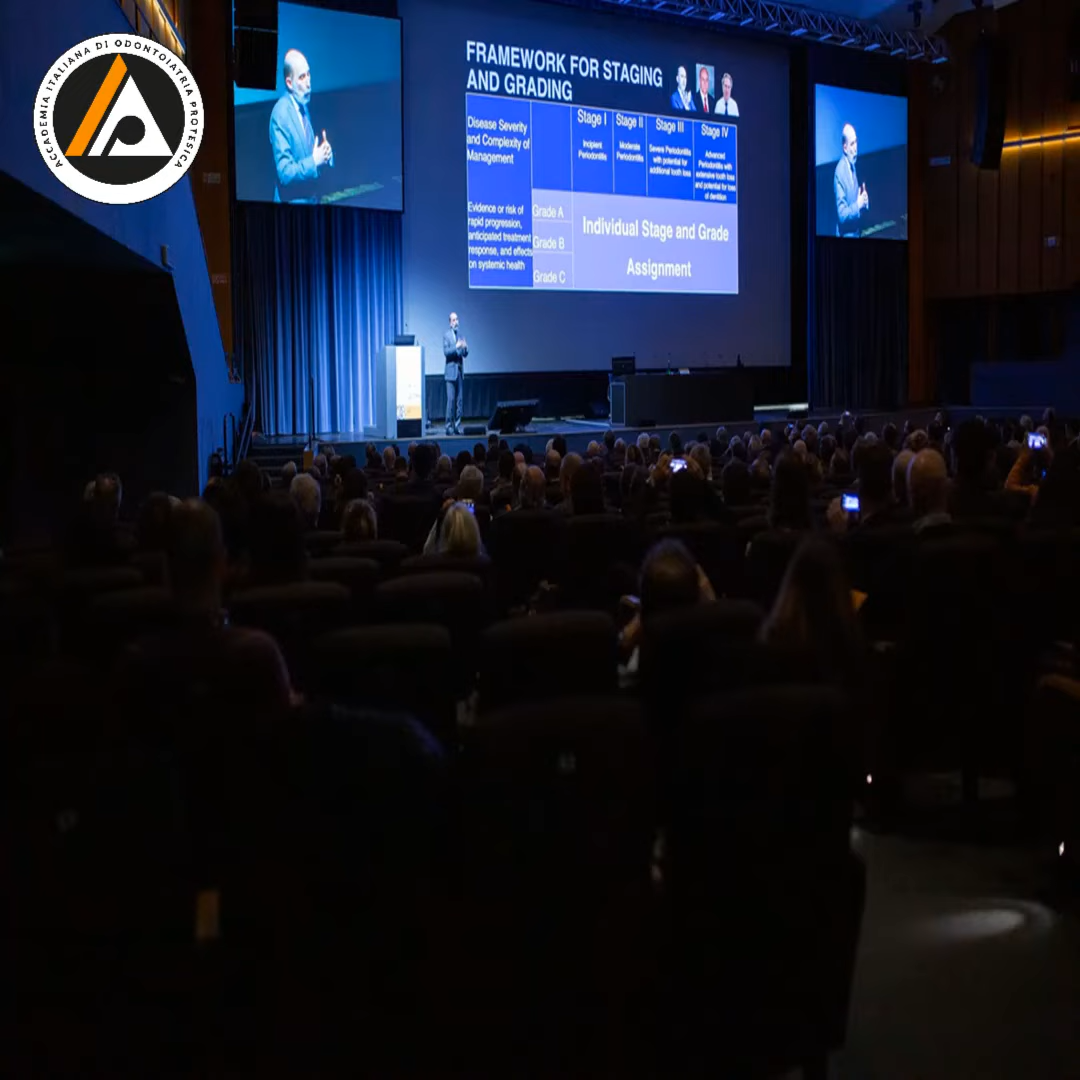 ACCADEMIA ITALIANA DI ODONTOIATRIA PROTESICA
FRAMEWORK FOR STAGING
AND GRADING
Disease Severity
and Complexity of
Management
Stage I
Incipient
Periodontitis
Stage II
Moderate
Periodontitis
Stage III
Severe Periodontitis
with potential for
additional tooth loss
Stage IV
Advanced
Periodontitis with
extensive tooth loss
and potential for loss
of dentition
Evidence or risk of
rapid progression,
anticipated treatment
response, and effects
on systemic health
Grade A
Grade B
Grade C
Individual Stage and Grade
Assignment